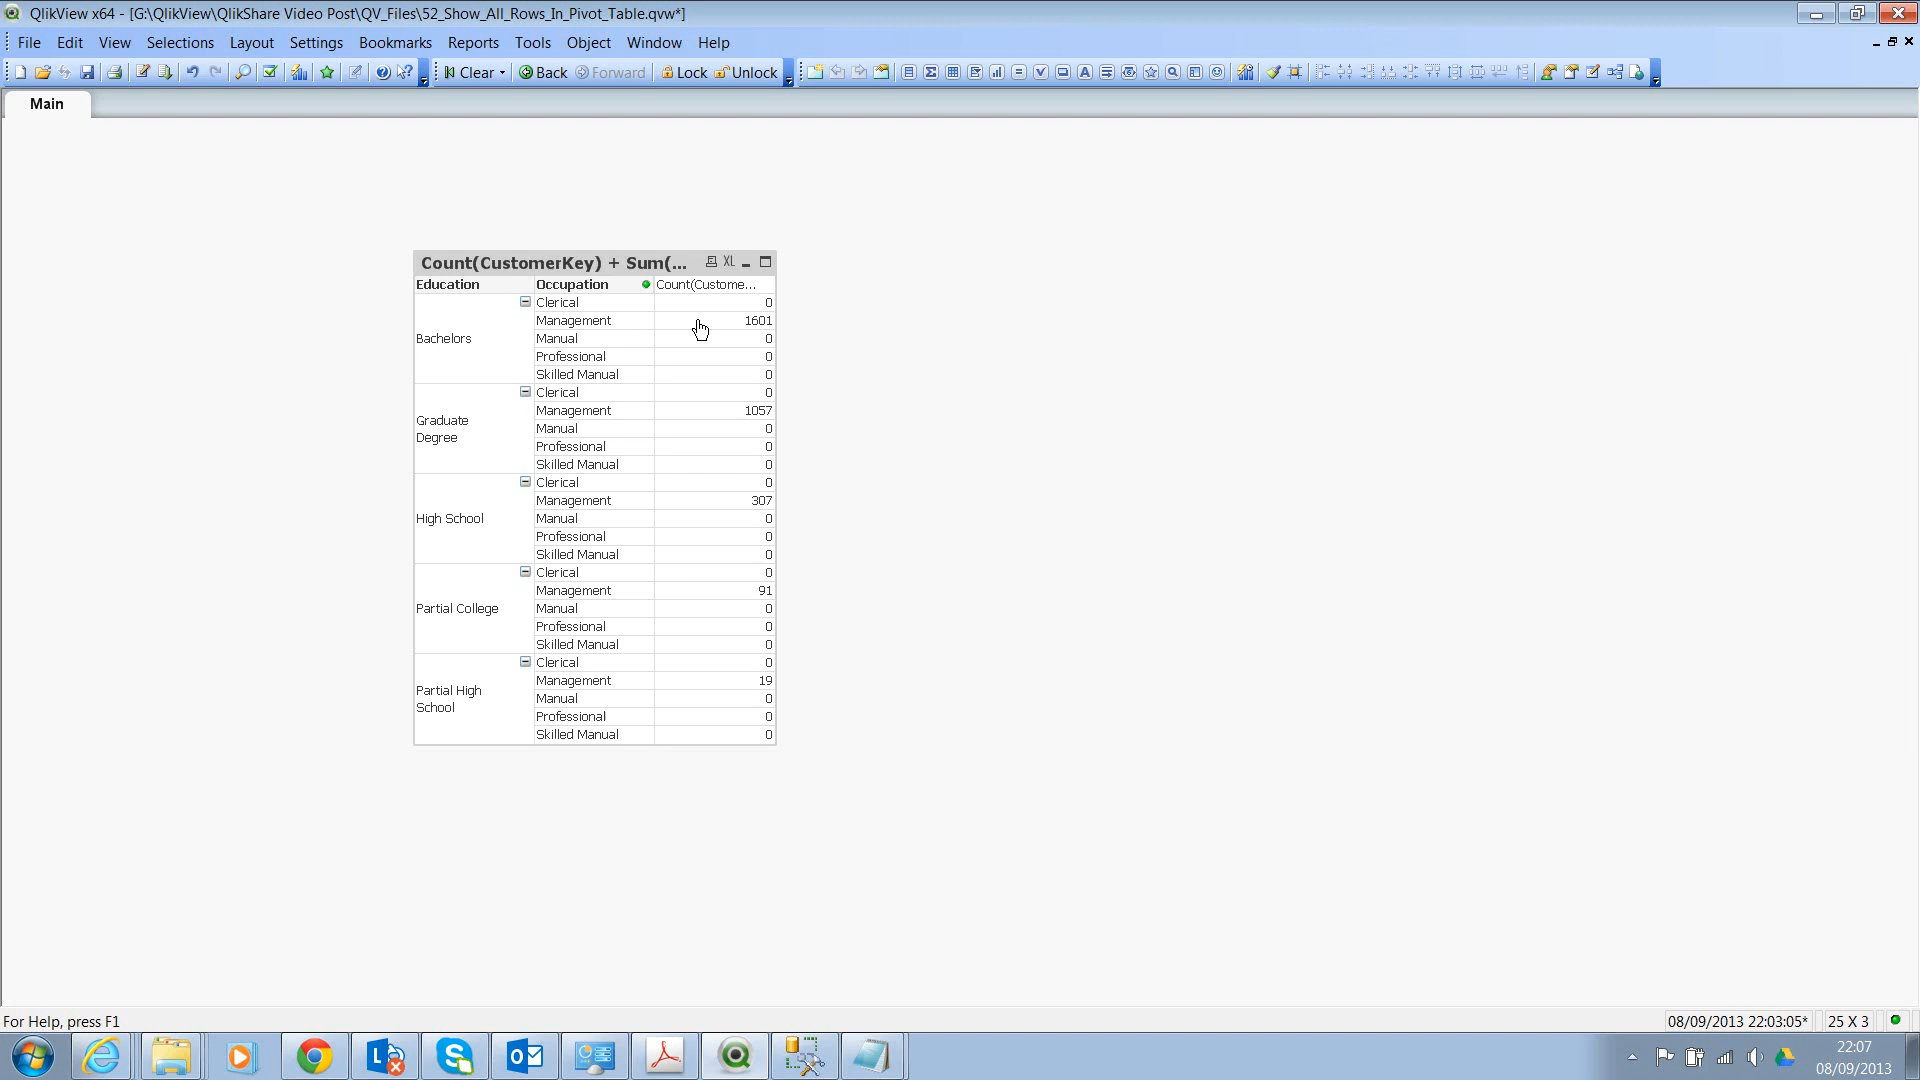 QlikView x64 - [G:\QlikView\QlikShare Video Post\QV_Files\52_Show_All_Rows_In_Pivot_Table.qvw*]
File Edit View Selections Layout Settings Bookmarks Reports Tools Object Window Help
Clear Back Forward Lock Unlock
Main
Count(CustomerKey) + Sum(... XL
Education Occupation Count(Custome...
Clerical 0
Management 1601
Bachelors Manual 0
Professional 0
Skilled Manual 0
Clerical 0
Management 1057
Graduate Degree Manual 0
Professional 0
Skilled Manual 0
Clerical 0
Management 307
High School Manual 0
Professional 0
Skilled Manual 0
Clerical 0
Management 91
Partial College Manual 0
Professional 0
Skilled Manual 0
Clerical 0
Management 19
Partial High School Manual 0
Professional 0
Skilled Manual 0
For Help, press F1 08/09/2013 22:03:05* 25 X 3
22:07
08/09/2013